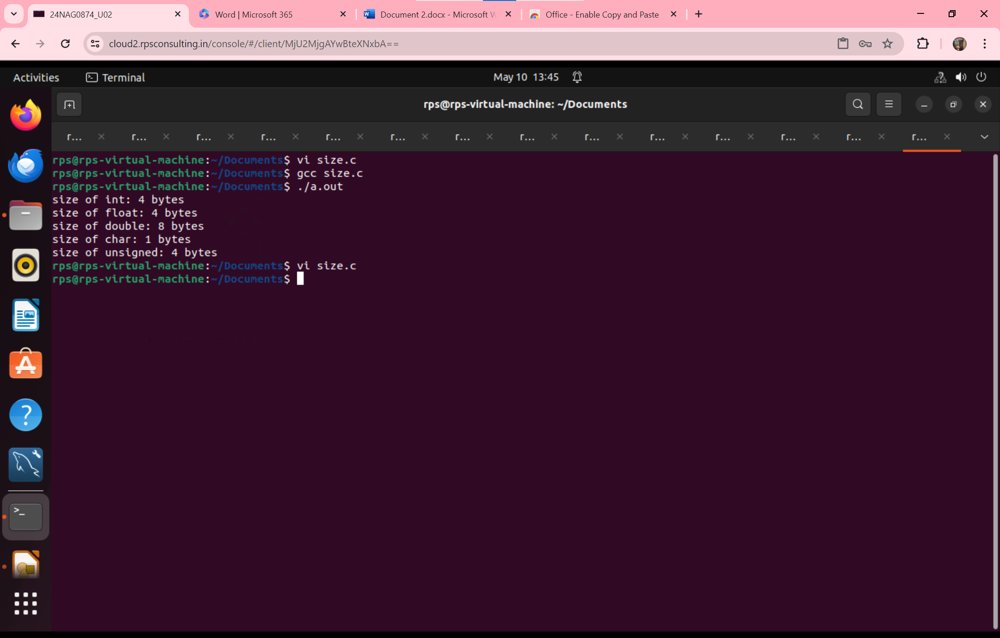 24NAG0874_U02
Word | Microsoft 365
Document 2.docx - Microsoft W
Office - Enable Copy and Paste
cloud2.rpsconsulting.in/console/#/client/MjU2MjgAYwBteXNxbA==
Activities
Terminal
May 10 13:45
rps@rps-virtual-machine: ~/Documents
r... r... r... r... r... r... r... r... r... r... r... r... r... r...
rps@rps-virtual-machine:~/Documents$ vi size.c
rps@rps-virtual-machine:~/Documents$ gcc size.c
rps@rps-virtual-machine:~/Documents$ ./a.out
size of int: 4 bytes
size of float: 4 bytes
size of double: 8 bytes
size of char: 1 bytes
size of unsigned: 4 bytes
rps@rps-virtual-machine:~/Documents$ vi size.c
rps@rps-virtual-machine:~/Documents$